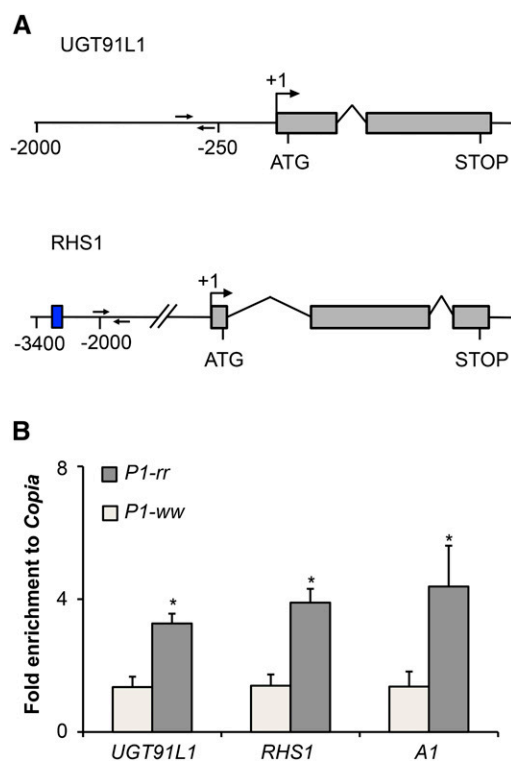 A
UGT91L1
+1
-2000
-250
ATG
STOP
RHS1
+1
-3400
-2000
ATG
STOP
B
Fold enrichment to Copia
8
4
0
P1-rr
P1-ww
*
*
*
UGT91L1
RHS1
A1